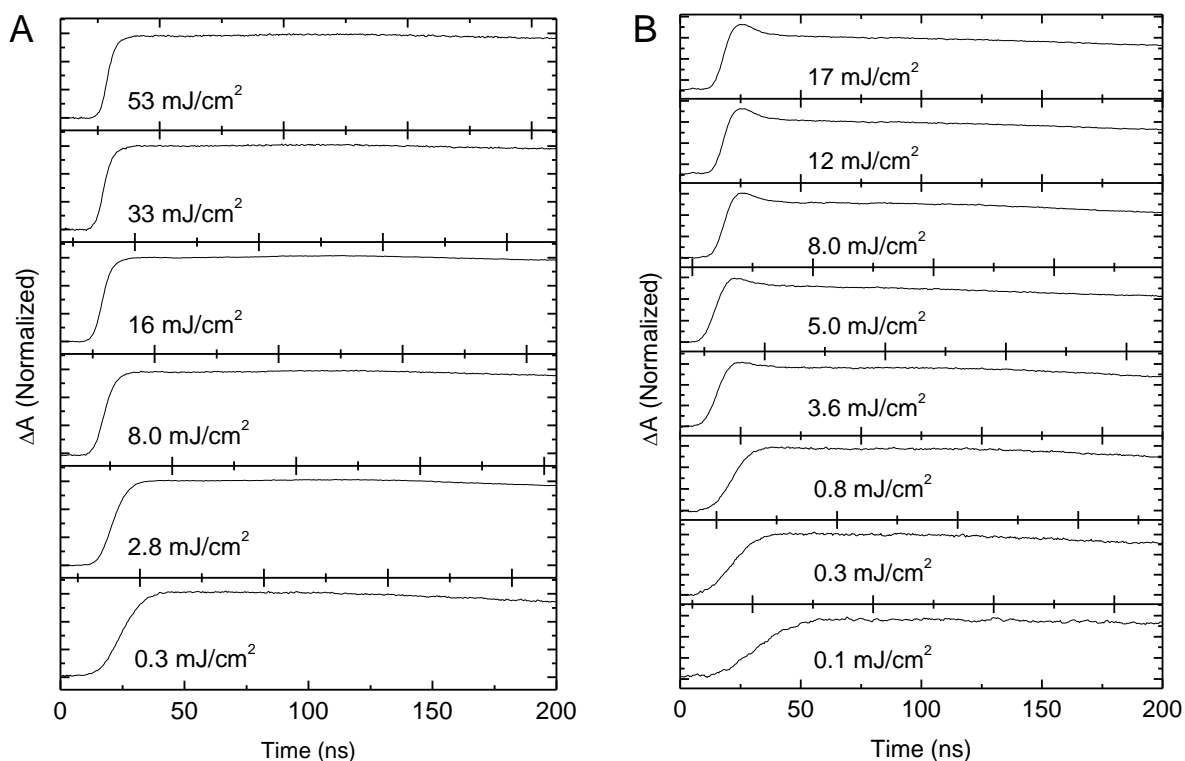 A
53 mJ/cm²
33 mJ/cm²
16 mJ/cm²
8.0 mJ/cm²
2.8 mJ/cm²
0.3 mJ/cm²
ΔA (Normalized)
0 50 100 150 200
Time (ns)
B
17 mJ/cm²
12 mJ/cm²
8.0 mJ/cm²
5.0 mJ/cm²
3.6 mJ/cm²
0.8 mJ/cm²
0.3 mJ/cm²
0.1 mJ/cm²
ΔA (Normalized)
0 50 100 150 200
Time (ns)